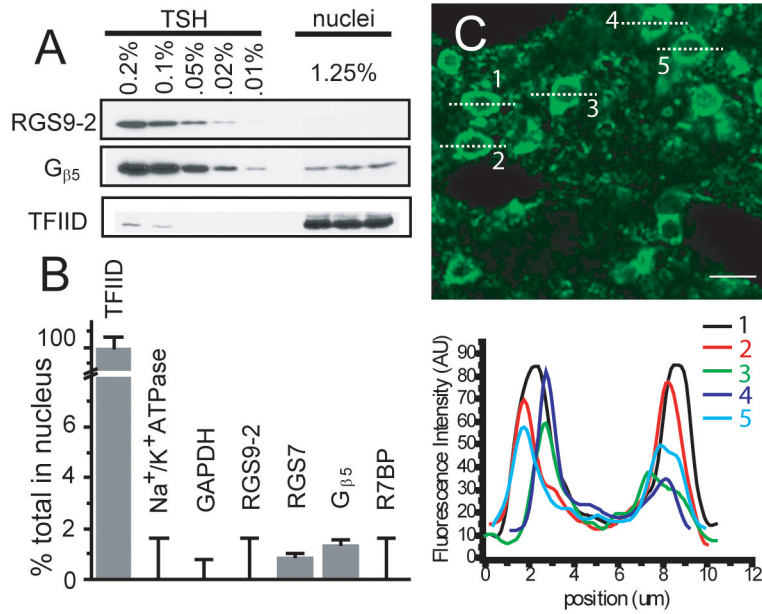 A
TSH
nuclei
0.2%
0.1%
.05%
.02%
.01%
1.25%
RGS9-2
Gβ5
TFIID
B
% total in nucleus
100
6
4
2
0
TFIID
Na+/K+ATPase
GAPDH
RGS9-2
RGS7
Gβ5
R7BP
C
4
5
1
3
2
Fluorescence Intensity (AU)
90
80
70
60
50
40
30
20
10
0
0 2 4 6 8 10 12
position (um)
1
2
3
4
5